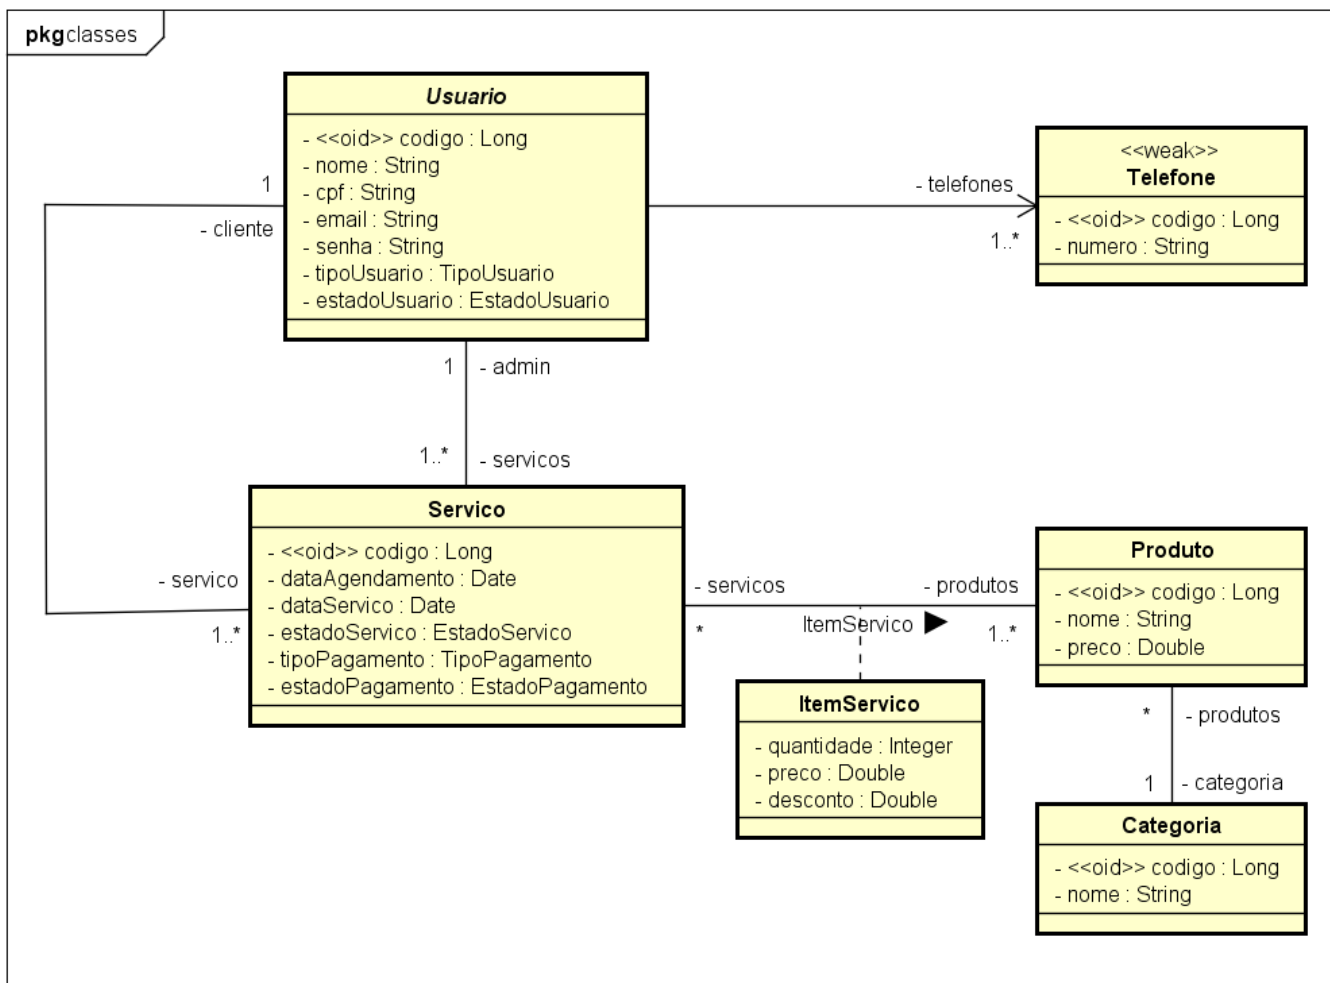 pkg classes
Usuario
- <<oid>> codigo : Long
- nome : String
- cpf : String
- email : String
- senha : String
- tipoUsuario : TipoUsuario
- estadoUsuario : EstadoUsuario
<<weak>>
Telefone
- <<oid>> codigo : Long
- numero : String
- telefones
1..*
1
- cliente
1
- admin
1..*
- servicos
Servico
- <<oid>> codigo : Long
- dataAgendamento : Date
- dataServico : Date
- estadoServico : EstadoServico
- tipoPagamento : TipoPagamento
- estadoPagamento : EstadoPagamento
- servico
1..*
- servicos
*
- produtos
1..*
ItemServico
Produto
- <<oid>> codigo : Long
- nome : String
- preco : Double
ItemServico
- quantidade : Integer
- preco : Double
- desconto : Double
*
- produtos
1
- categoria
Categoria
- <<oid>> codigo : Long
- nome : String